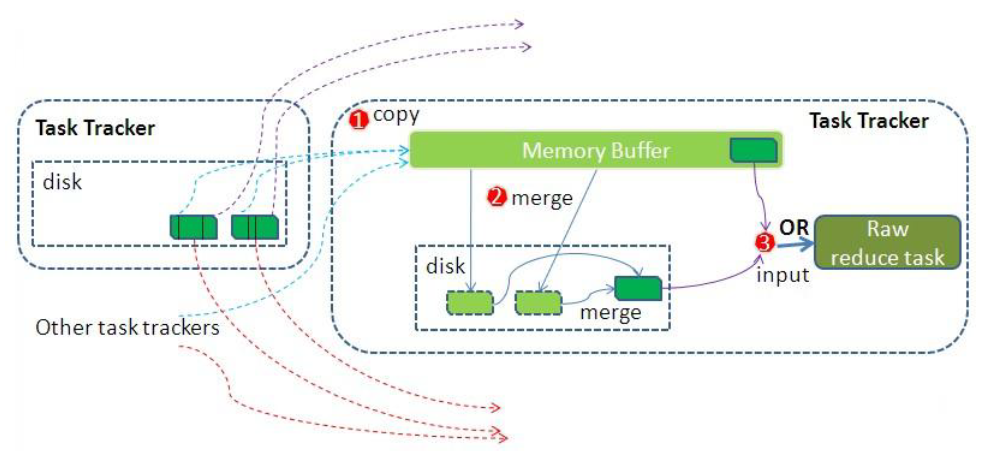 1 copy
Task Tracker
Task Tracker
Memory Buffer
disk
2 merge
OR
3
Raw
reduce task
disk
input
merge
Other task trackers